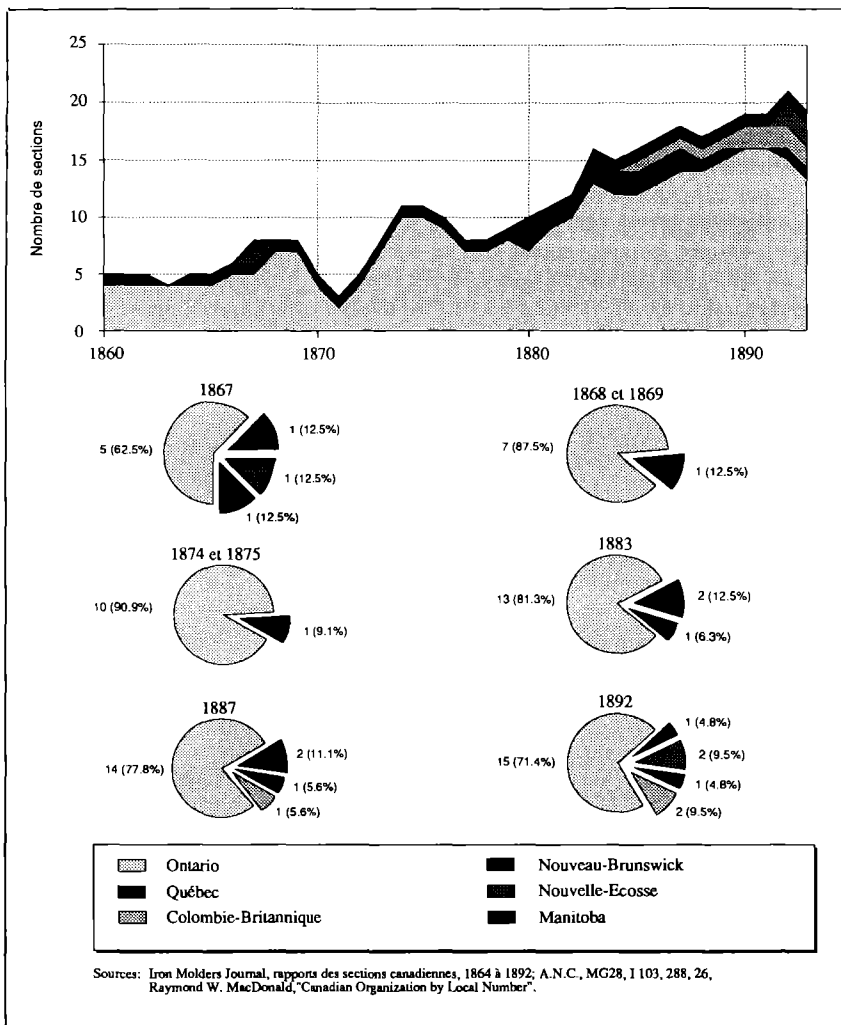 25
20
15
10
5
0
Nombre de sections
1860 1870 1880 1890
1867
5 (62.5%)
1 (12.5%)
1 (12.5%)
1 (12.5%)
1868 et 1869
7 (87.5%)
1 (12.5%)
1874 et 1875
10 (90.9%)
1 (9.1%)
1883
13 (81.3%)
2 (12.5%)
1 (6.3%)
1887
14 (77.8%)
2 (11.1%)
1 (5.6%)
1 (5.6%)
1892
15 (71.4%)
1 (4.8%)
2 (9.5%)
1 (4.8%)
2 (9.5%)
Ontario
Québec
Colombie-Britannique
Nouveau-Brunswick
Nouvelle-Ecosse
Manitoba
Sources: Iron Molders Journal, rapports des sections canadiennes, 1864 à 1892; A.N.C., MG28, I 103, 288, 26,
Raymond W. MacDonald,"Canadian Organization by Local Number".